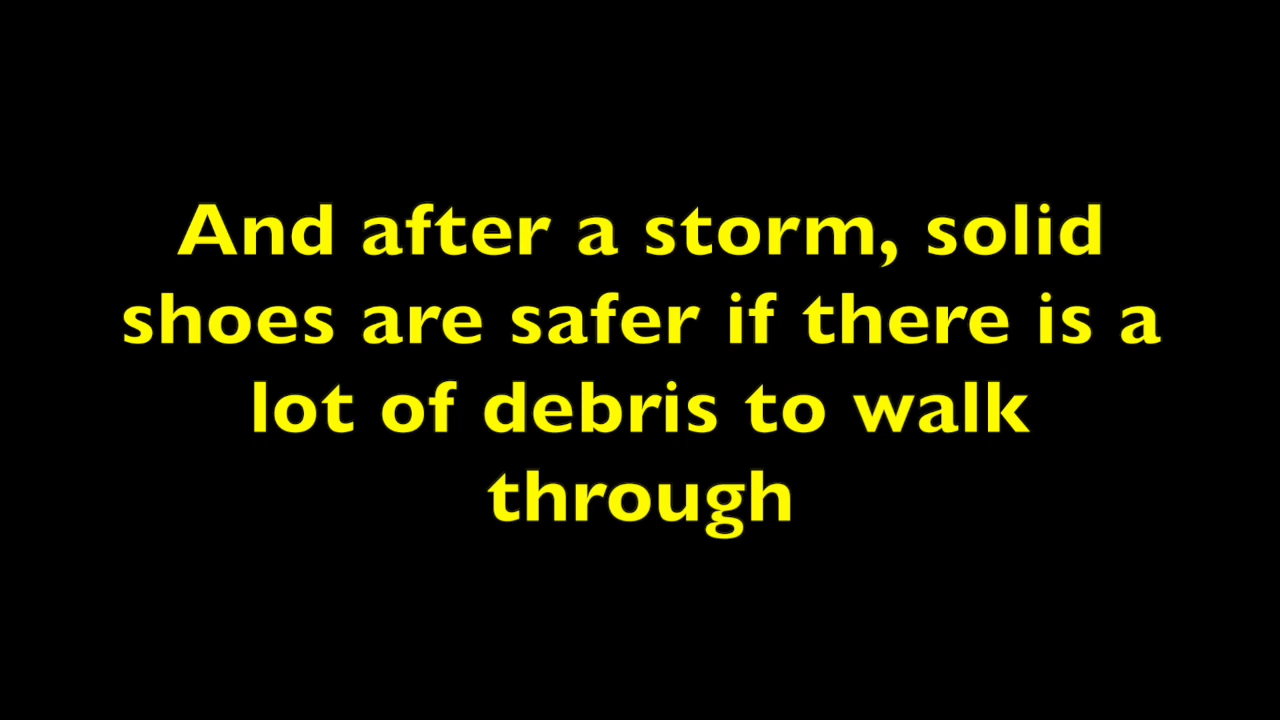 And after a storm, solid
shoes are safer if there is a
lot of debris to walk
through